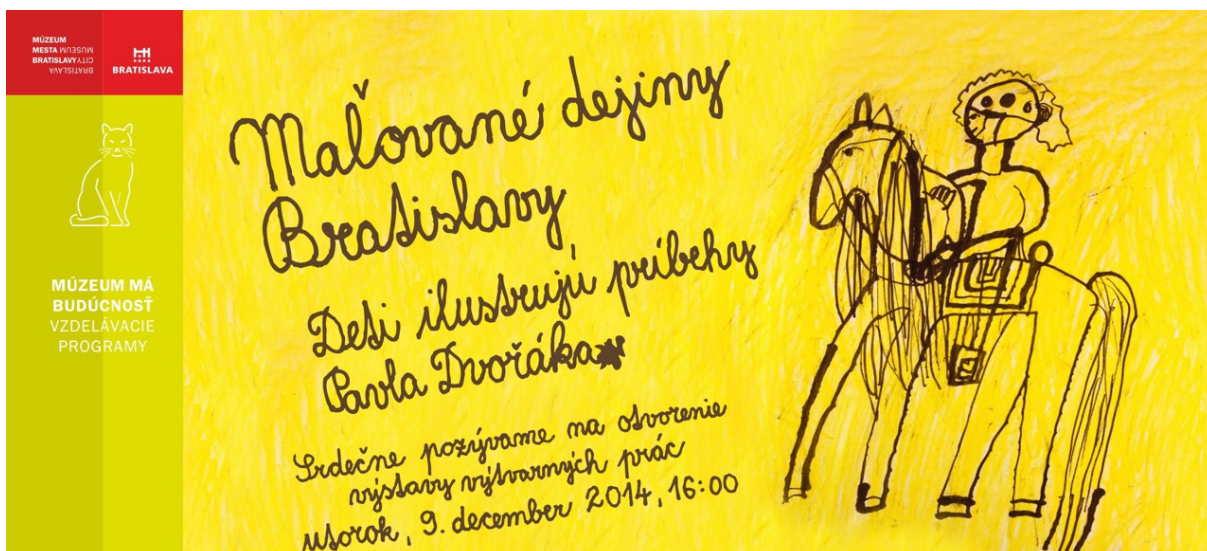 MÚZEUM
MESTA MUSEUM
BRATISLAVY CITY
BRATISLAVA
BRATISLAVA
MÚZEUM MÁ
BUDÚCNOSŤ
VZDELÁVACIE
PROGRAMY
Maľované dejiny
Bratislavy
Deti ilustrujú príbehy
Pavla Dvořáka
Srdečne pozývame na otvorenie
výstavy výtvarných prác
utorok, 9. december 2014, 16:00